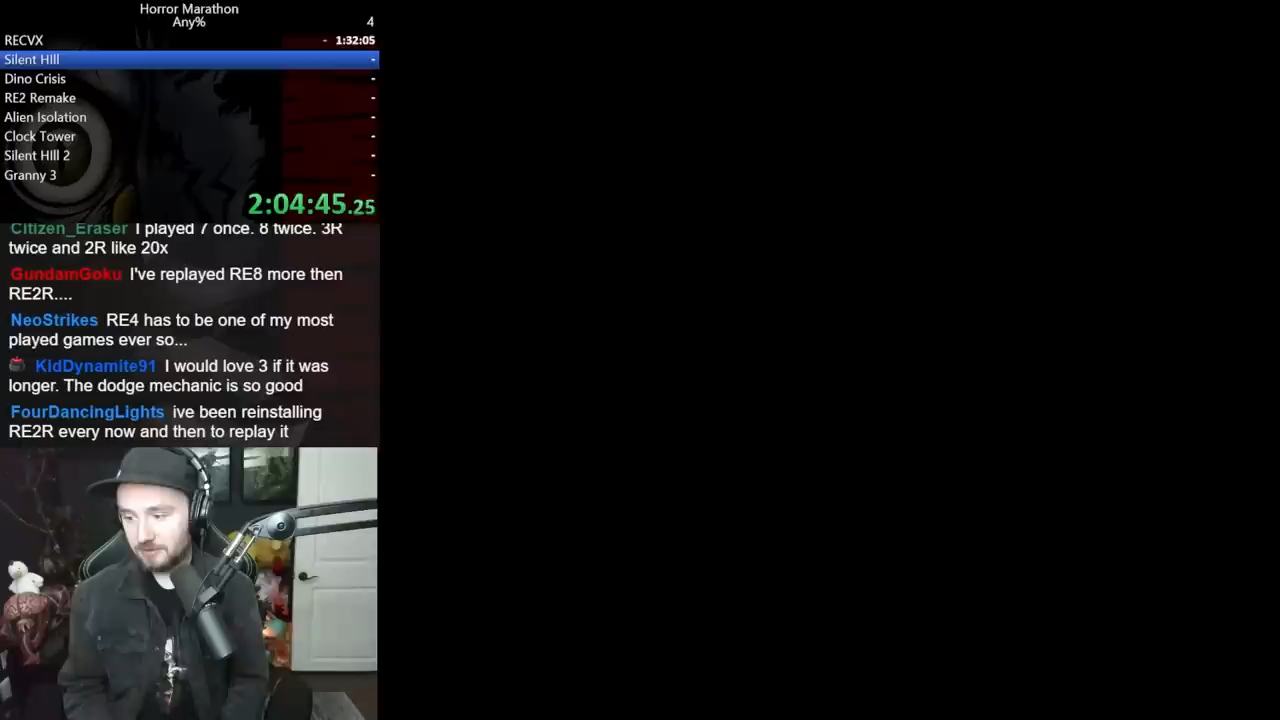 Horror Marathon
Any%
4
RECVX - 1:32:05
Silent HIll -
Dino Crisis -
RE2 Remake -
Alien Isolation -
Clock Tower -
Silent HIll 2 -
Granny 3 -
2:04:45.25
Citizen_Eraser I played 7 once. 8 twice. 3R
twice and 2R like 20x
GundamGoku I've replayed RE8 more then
RE2R....
NeoStrikes RE4 has to be one of my most
played games ever so...
KidDynamite91 I would love 3 if it was
longer. The dodge mechanic is so good
FourDancingLights ive been reinstalling
RE2R every now and then to replay it